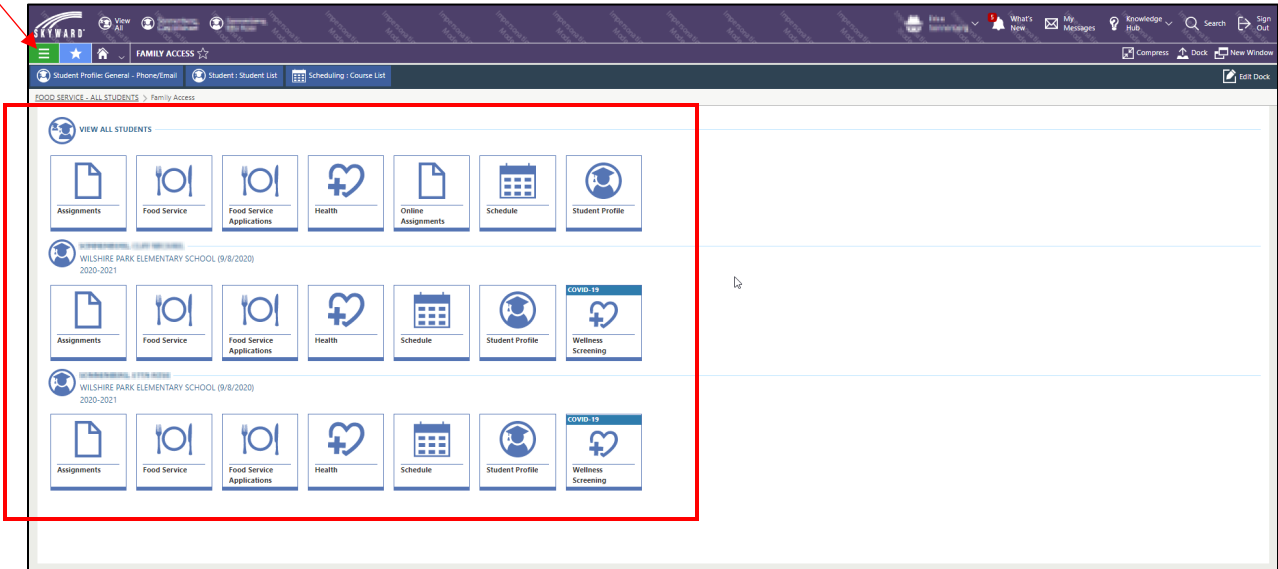 SKYWARD
View All
5
What's New
My Messages
Knowledge Hub
Search
Sign Out
FAMILY ACCESS
Compress
Dock
New Window
Student Profile: General - Phone/Email
Student : Student List
Scheduling : Course List
Edit Dock
FOOD SERVICE - ALL STUDENTS > Family Access
VIEW ALL STUDENTS
Assignments
Food Service
Food Service Applications
Health
Online Assignments
Schedule
Student Profile
WILSHIRE PARK ELEMENTARY SCHOOL (9/8/2020)
2020-2021
COVID-19
Assignments
Food Service
Food Service Applications
Health
Schedule
Student Profile
Wellness Screening
WILSHIRE PARK ELEMENTARY SCHOOL (9/8/2020)
2020-2021
COVID-19
Assignments
Food Service
Food Service Applications
Health
Schedule
Student Profile
Wellness Screening